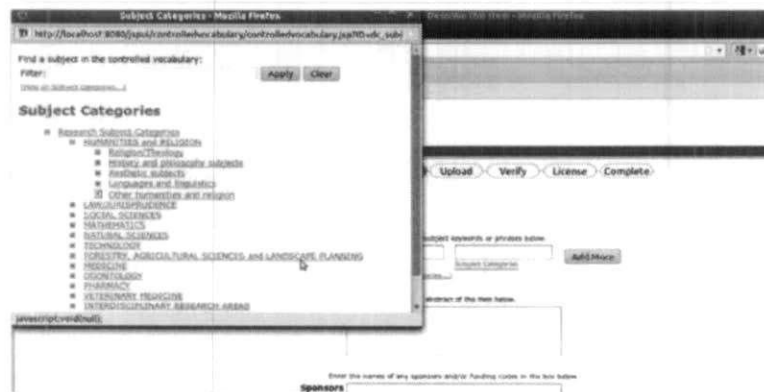 Subject Categories - Mozilla Firefox
Describe this Item - Mozilla Firefox
http://localhost:8080/jspui/controlledvocabulary/controlledvocabulary.jsp?ID=dc_subj
Find a subject in the controlled vocabulary:
Filter:
Apply Clear
Subject Categories
Research Subject Categories
HUMANITIES and RELIGION
Religion/Theology
History and philosophy subjects
Aesthetic subjects
Languages and linguistics
Other humanities and religion
LAW/JURISPRUDENCE
SOCIAL SCIENCES
MATHEMATICS
NATURAL SCIENCES
TECHNOLOGY
FORESTRY, AGRICULTURAL SCIENCES and LANDSCAPE PLANNING
MEDICINE
ODONTOLOGY
PHARMACY
VETERINARY MEDICINE
INTERDISCIPLINARY RESEARCH AREAS
javascript:void(null);
Upload Verify License Complete
subject keywords or phrases below.
Add More
Subject Categories
abstract of the item below.
Enter the names of any sponsors and/or funding codes in the box below.
Sponsors